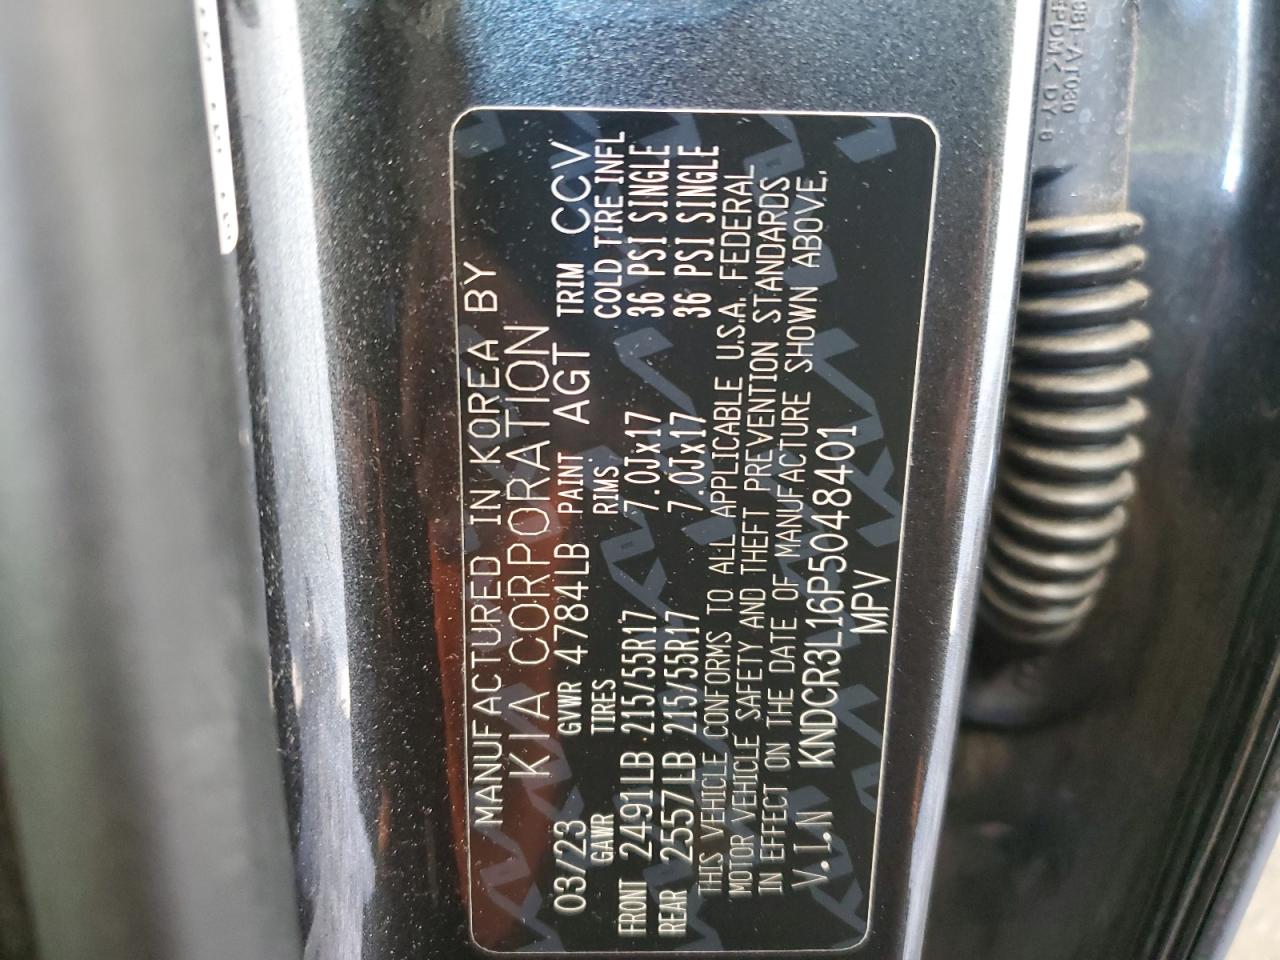 MANUFACTURED IN KOREA BY
KIA CORPORATION
03/23 GVWR 4784LB PAINT AGT TRIM CCV
GAWR TIRES RIMS COLD TIRE INFL
FRONT 2491LB 215/55R17 7.0Jx17 36 PSI SINGLE
REAR 2557LB 215/55R17 7.0Jx17 36 PSI SINGLE
THIS VEHICLE CONFORMS TO ALL APPLICABLE U.S.A. FEDERAL
MOTOR VEHICLE SAFETY AND THEFT PREVENTION STANDARDS
IN EFFECT ON THE DATE OF MANUFACTURE SHOWN ABOVE.
V.I.N KNDCR3L16P5048401
MPV